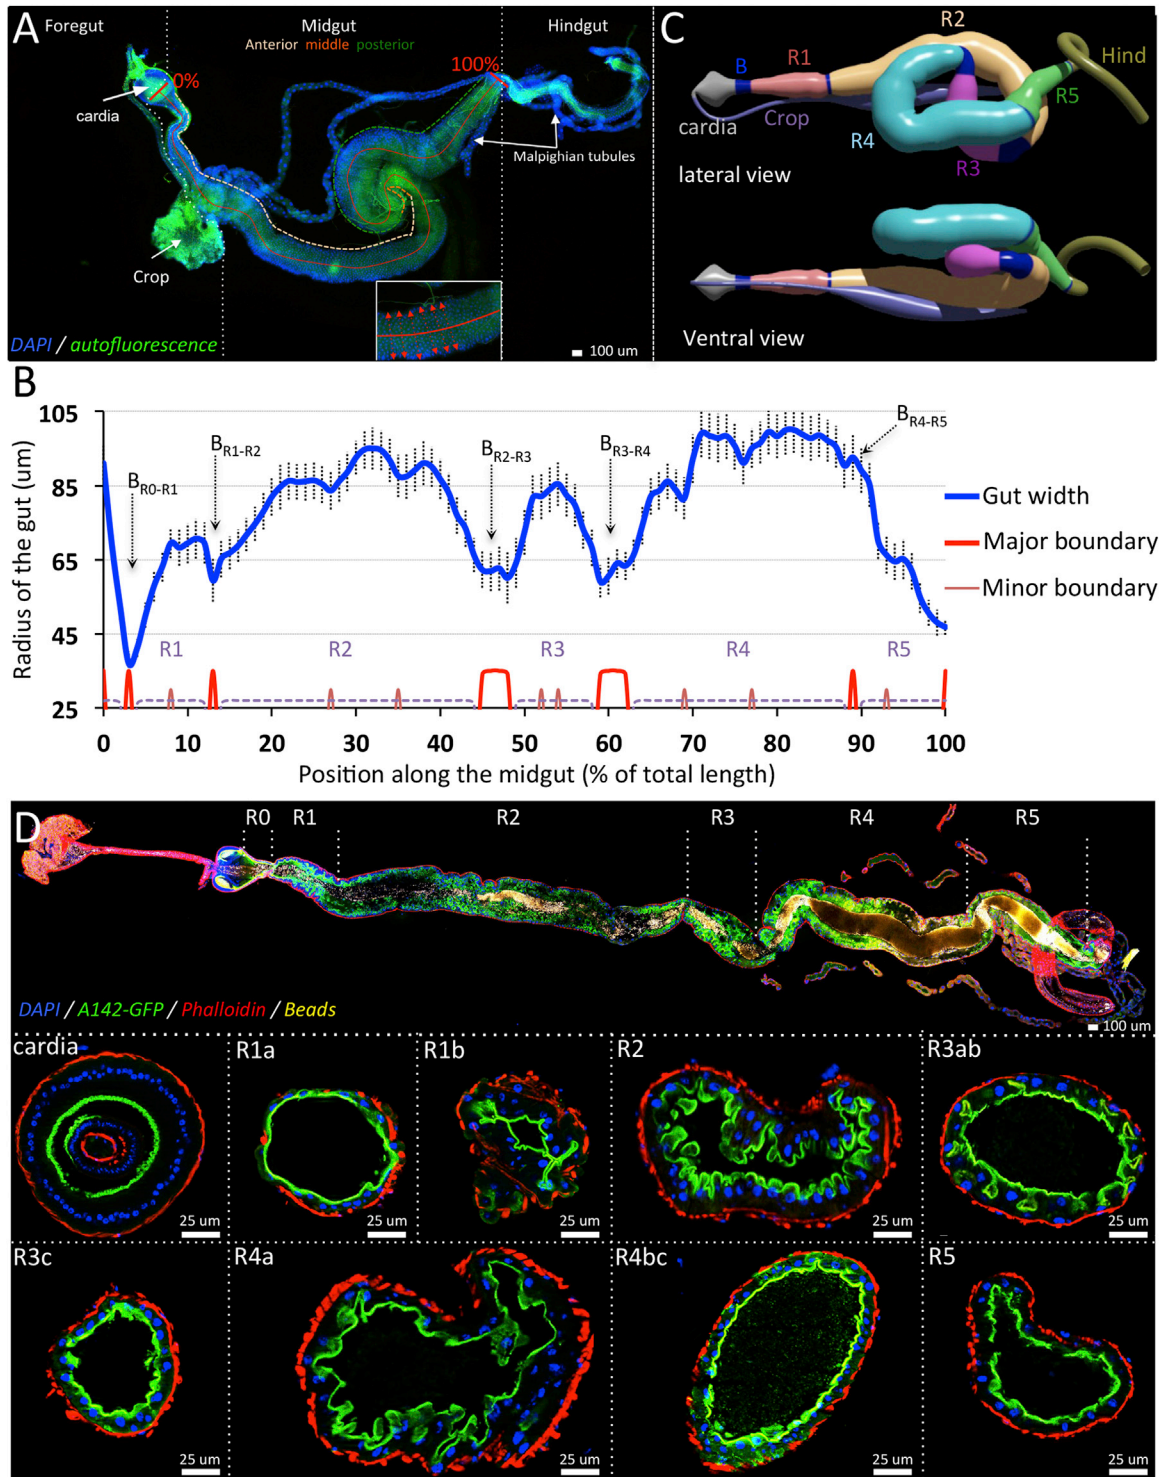 A
Foregut
Midgut
Hindgut
Anterior middle posterior
0%
100%
cardia
Malpighian tubules
Crop
DAPI / autofluorescence
100 um
C
R2
B
R1
Hind
R5
Crop
cardia
R4
R3
lateral view
Ventral view
B
Radius of the gut (um)
105
85
65
45
25
BR0-R1
BR1-R2
BR2-R3
BR3-R4
BR4-R5
Gut width
Major boundary
Minor boundary
R1
R2
R3
R4
R5
0 10 20 30 40 50 60 70 80 90 100
Position along the midgut (% of total length)
D
R0
R1
R2
R3
R4
R5
DAPI / A142-GFP / Phalloidin / Beads
100 um
cardia
25 um
R1a
25 um
R1b
25 um
R2
25 um
R3ab
25 um
R3c
25 um
R4a
25 um
R4bc
25 um
R5
25 um